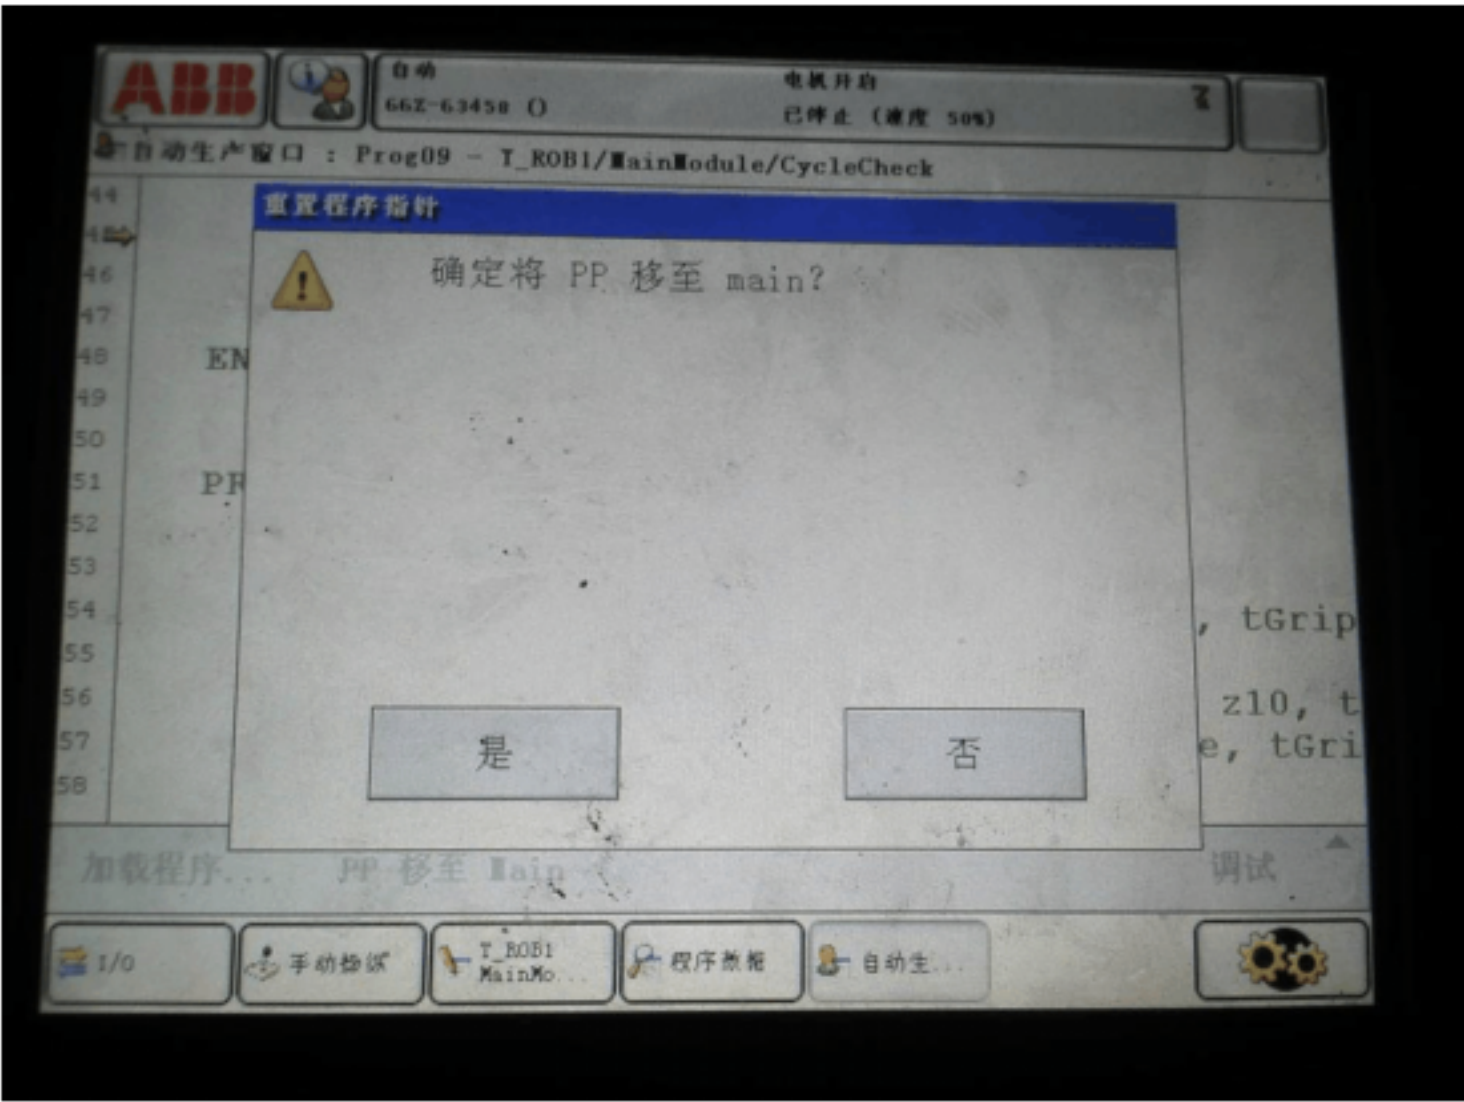 ABB
自动
电机开启
66Z-63458 ()
已停止 (速度 50%)
自动生产窗口 : Prog09 - T_ROB1/MainModule/CycleCheck
重置程序指针
确定将 PP 移至 main?
44
45
46
47
48 EN
49
50
51 PR
52
53
54 , tGrip
55
56 z10, t
57 e, tGri
58
是
否
加载程序... PP 移至 Main 调试
I/O
手动操纵
T_ROB1
MainMo...
程序数据
自动生...